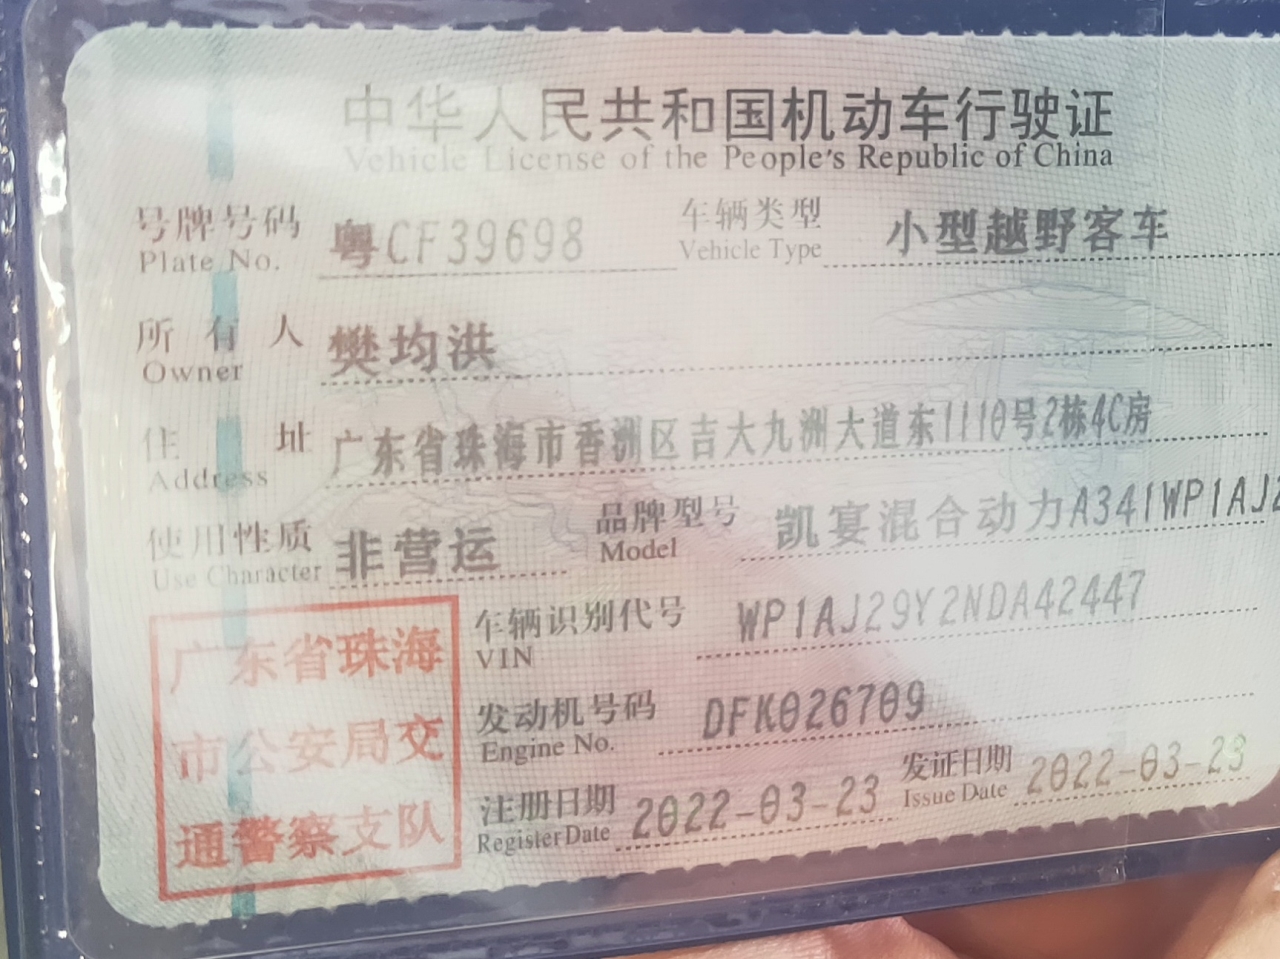 中华人民共和国机动车行驶证
Vehicle License of the People's Republic of China
号牌号码 粤CF39698 车辆类型 小型越野客车
Plate No. Vehicle Type
所有人 樊均洪
Owner
住址 广东省珠海市香洲区吉大九洲大道东1110号2栋4C房
Address
使用性质 非营运 品牌型号 凯宴混合动力A341WP1AJ2
Use Character Model
车辆识别代号 WP1AJ29Y2NDA42447
VIN
发动机号码 DFK026709
Engine No.
注册日期 2022-03-23 发证日期 2022-03-23
Register Date Issue Date
广东省珠海
市公安局交
通警察支队